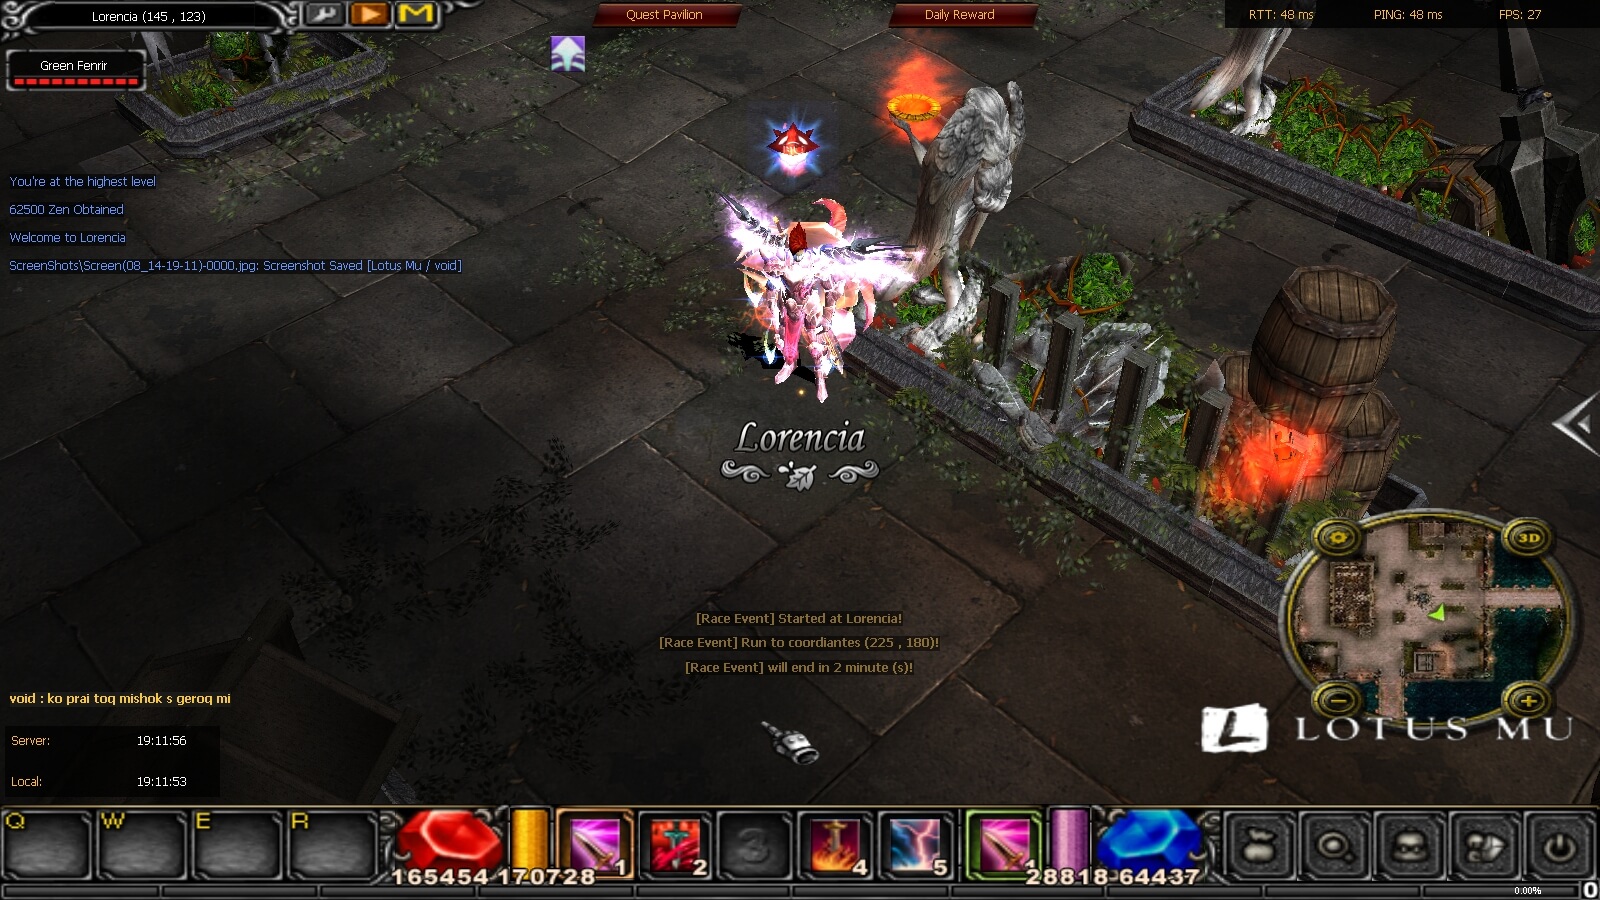 Lorencia (145 , 123)
M
Quest Pavilion
Daily Reward
RTT: 48 ms
PING: 48 ms
FPS: 27
Green Fenrir
You're at the highest level
62500 Zen Obtained
Welcome to Lorencia
ScreenShots\Screen(08_14-19-11)-0000.jpg: Screenshot Saved [Lotus Mu / void]
Lorencia
3D
[Race Event] Started at Lorencia!
[Race Event] Run to coordiantes (225 , 180)!
[Race Event] will end in 2 minute (s)!
void : ko prai toq mishok s geroq mi
L LOTUS MU
Server: 19:11:56
Local: 19:11:53
Q W E R
1 2 3 4 5 1
165454 170728 28818 64437
0.00% 0